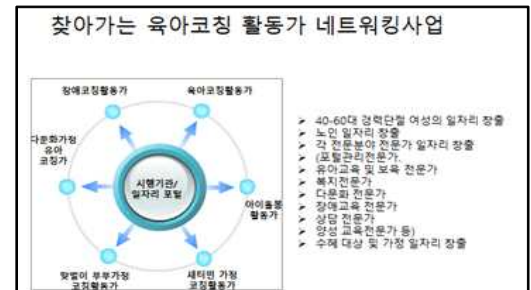 찾아가는 육아코칭 활동가 네트워킹사업
장애코칭활동가
육아코칭활동가
다문화가정
유아
코칭가
시행기관/
일자리 포털
아이돌봄
활동가
맞벌이 부부가정
코칭활동가
새터민 가정
코칭활동가
➢ 40-60대 경력단절 여성의 일자리 창출
➢ 노인 일자리 창출
➢ 각 전문분야 전문가 일자리 창출
➢ (포털관리전문가,
➢ 유아교육 및 보육 전문가
➢ 복지전문가
➢ 다문화 전문가
➢ 장애교육 전문가
➢ 상담 전문가
➢ 양성 교육전문가 등)
➢ 수혜 대상 및 가정 일자리 창출